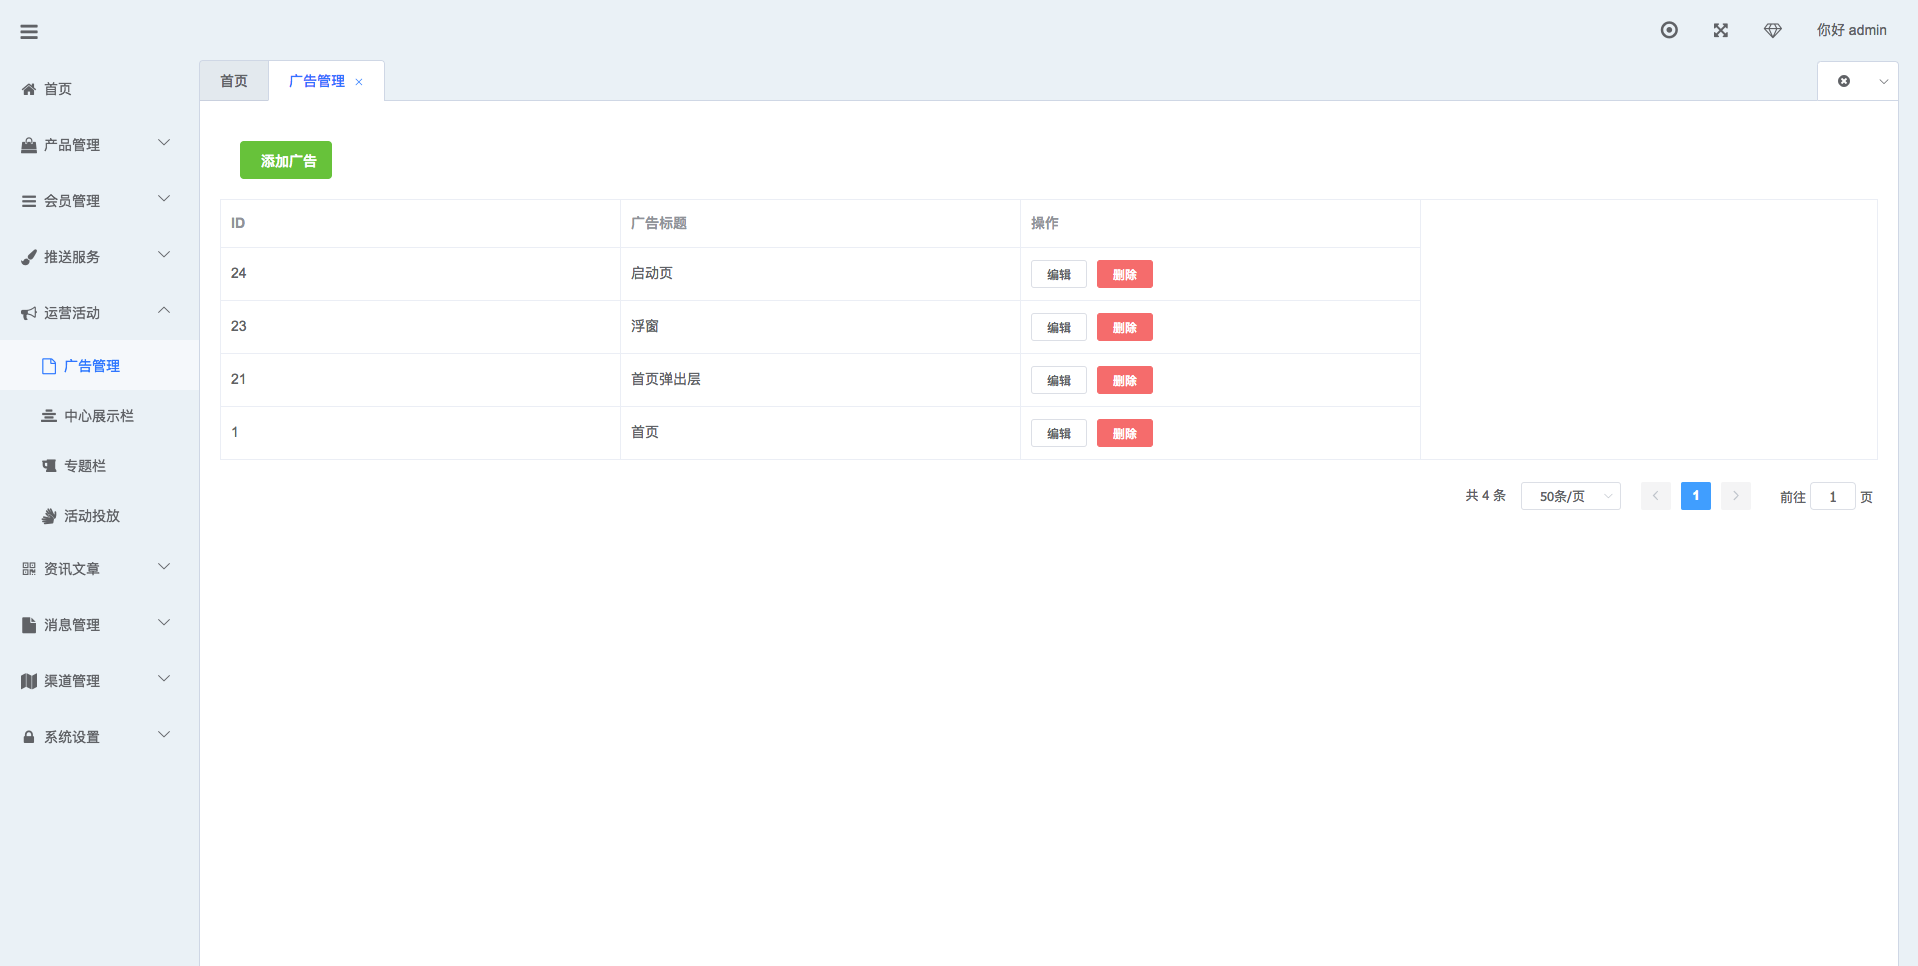 你好 admin
首页
产品管理
会员管理
推送服务
运营活动
广告管理
中心展示栏
专题栏
活动投放
资讯文章
消息管理
渠道管理
系统设置
首页 广告管理
添加广告
ID 广告标题 操作
24 启动页 编辑 删除
23 浮窗 编辑 删除
21 首页弹出层 编辑 删除
1 首页 编辑 删除
共 4 条 50条/页 1 前往 1 页